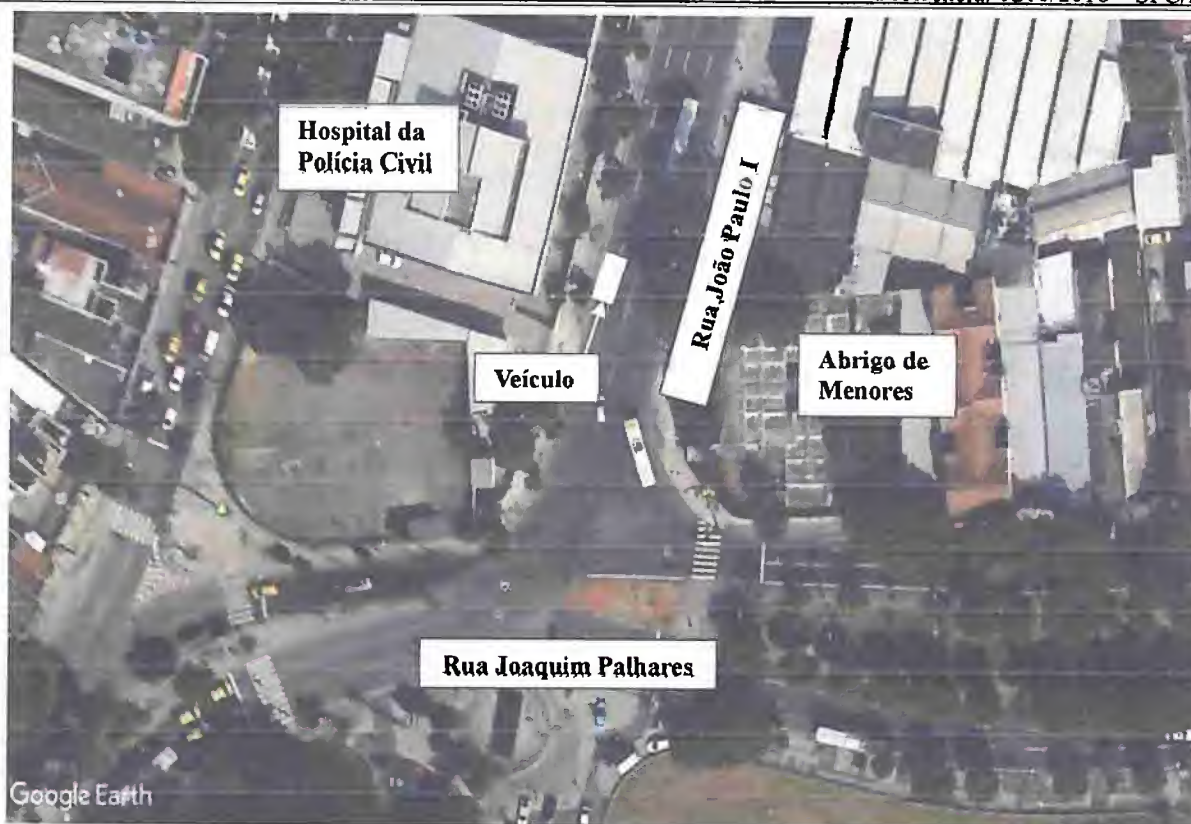 Hospital da
Polícia Civil
Rua João Paulo I
Veículo
Abrigo de
Menores
Rua Joaquim Palhares
Google Earth